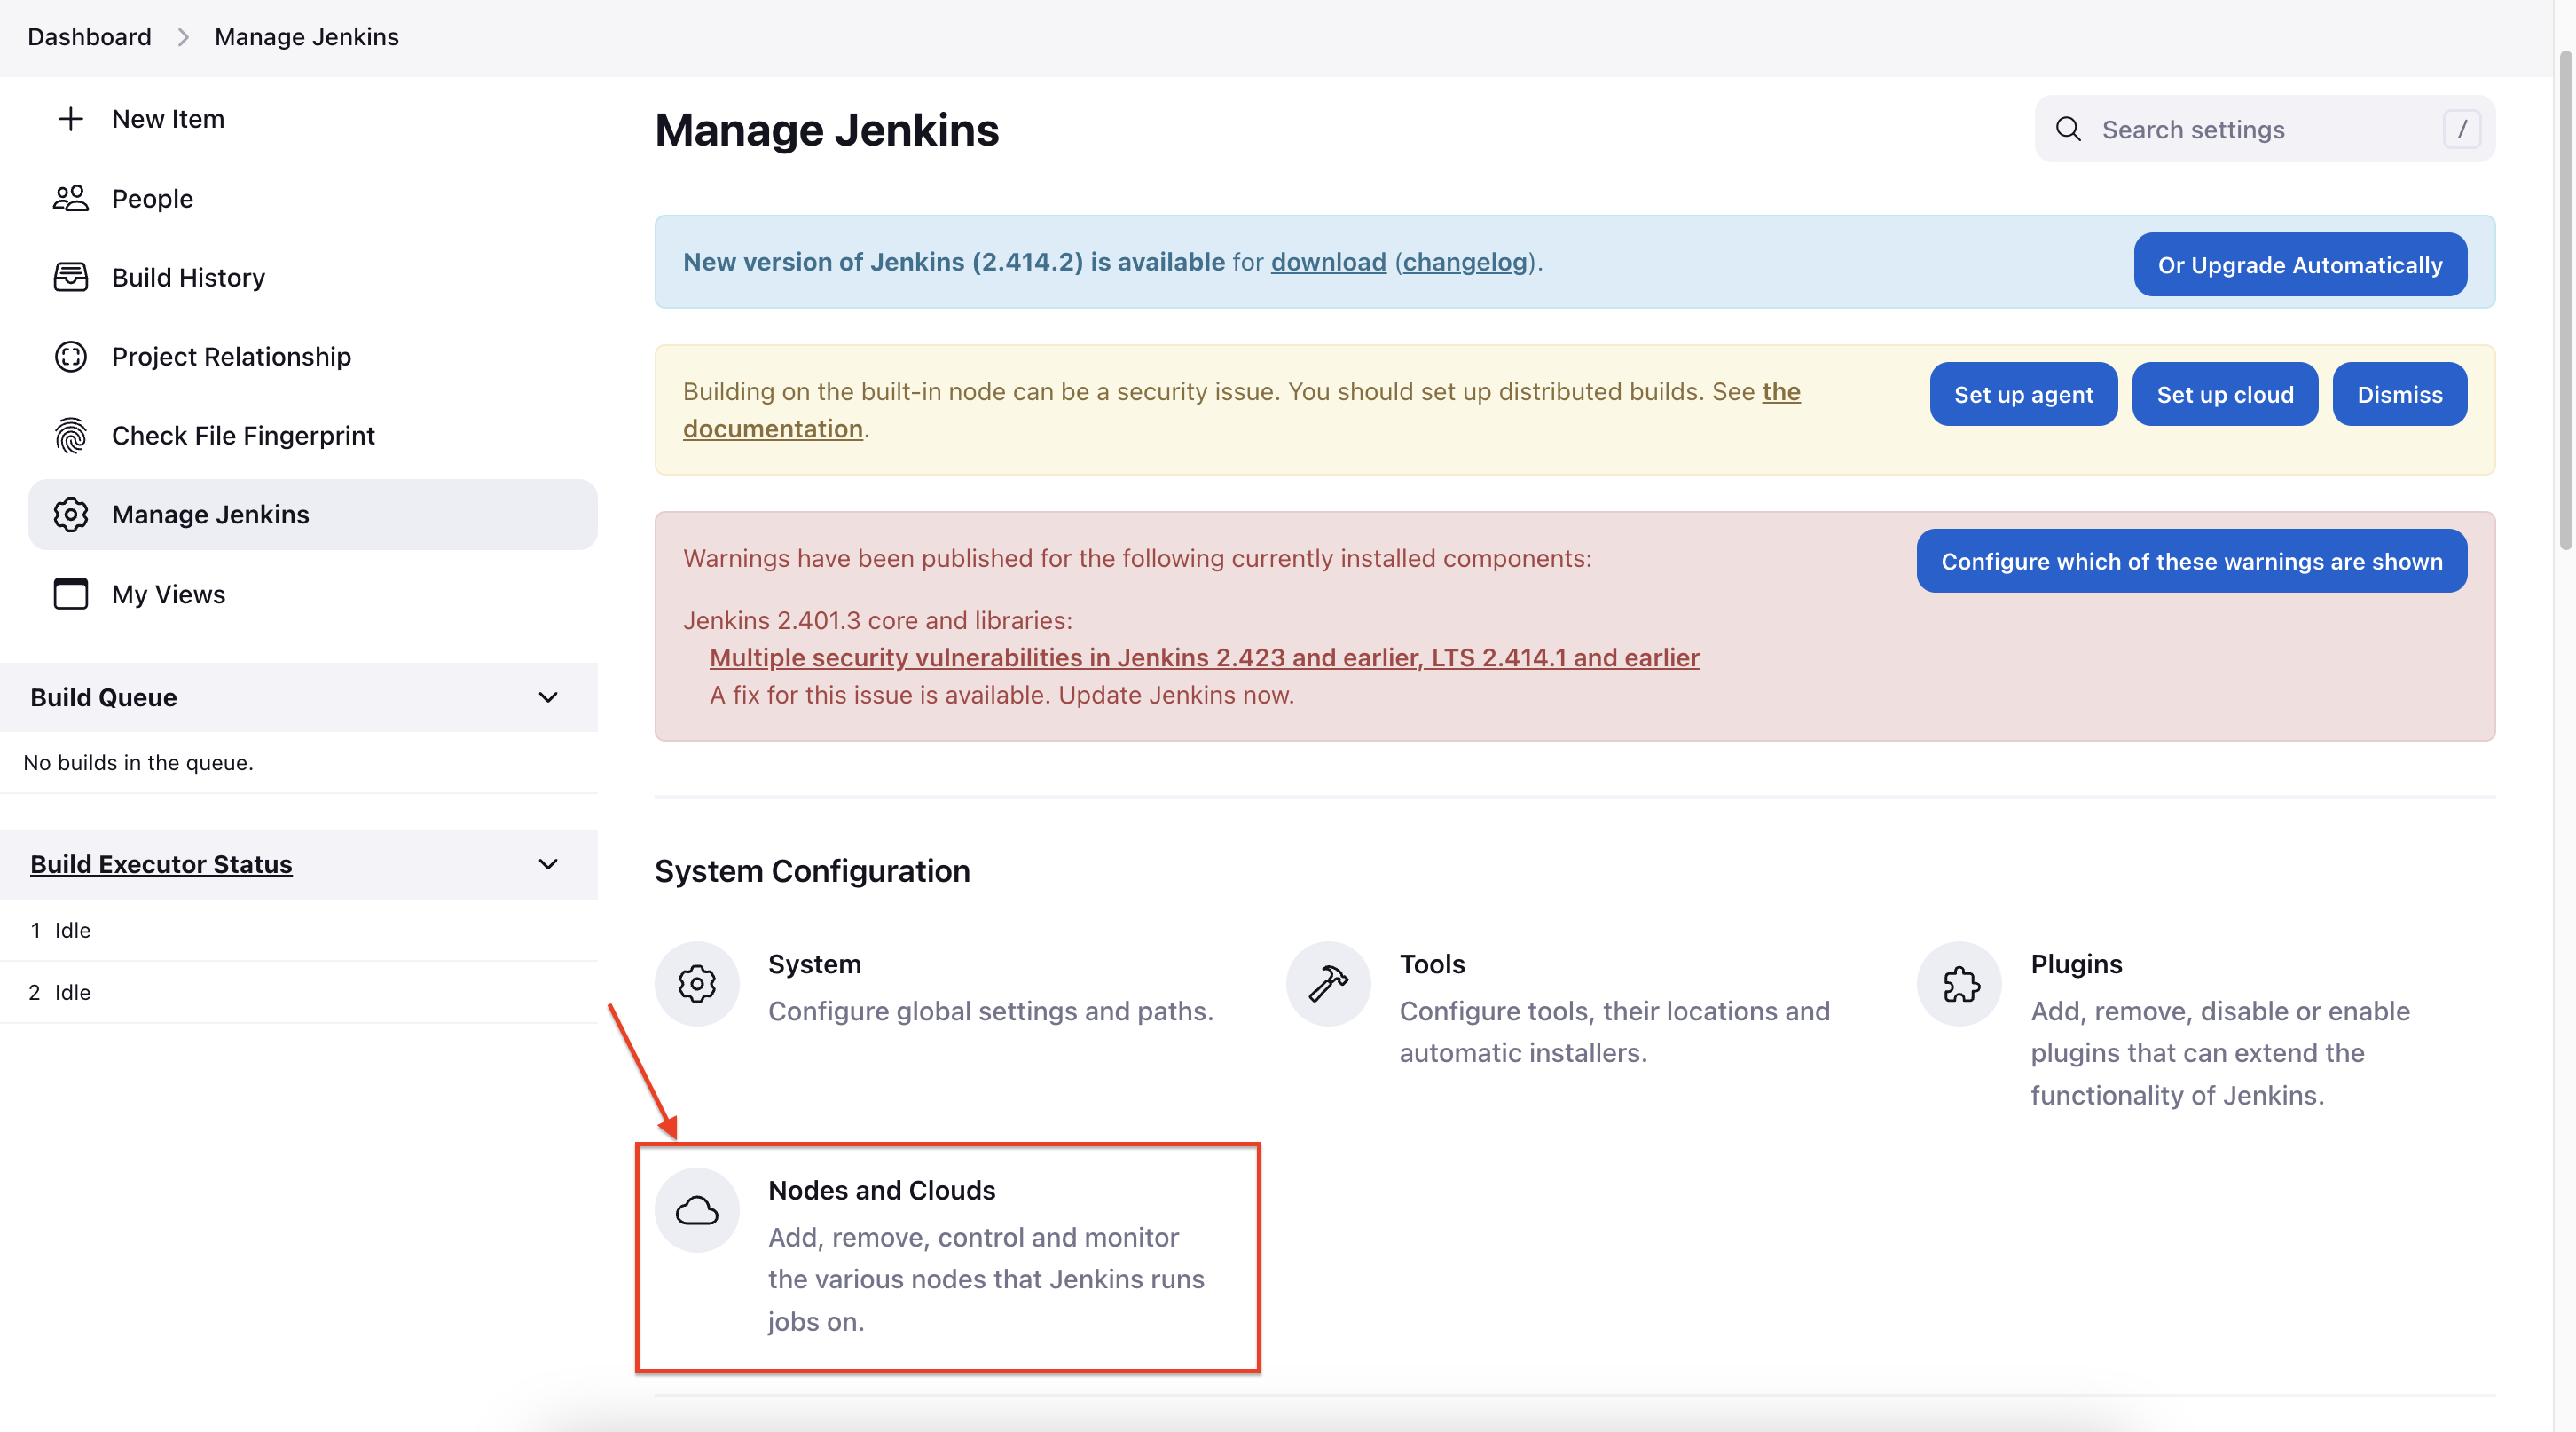 Dashboard > Manage Jenkins
New Item
People
Build History
Project Relationship
Check File Fingerprint
Manage Jenkins
My Views
Build Queue
No builds in the queue.
Build Executor Status
1 Idle
2 Idle
Manage Jenkins
Search settings /
New version of Jenkins (2.414.2) is available for download (changelog).
Or Upgrade Automatically
Building on the built-in node can be a security issue. You should set up distributed builds. See the
documentation.
Set up agent
Set up cloud
Dismiss
Warnings have been published for the following currently installed components:
Configure which of these warnings are shown
Jenkins 2.401.3 core and libraries:
Multiple security vulnerabilities in Jenkins 2.423 and earlier, LTS 2.414.1 and earlier
A fix for this issue is available. Update Jenkins now.
System Configuration
System
Configure global settings and paths.
Tools
Configure tools, their locations and
automatic installers.
Plugins
Add, remove, disable or enable
plugins that can extend the
functionality of Jenkins.
Nodes and Clouds
Add, remove, control and monitor
the various nodes that Jenkins runs
jobs on.